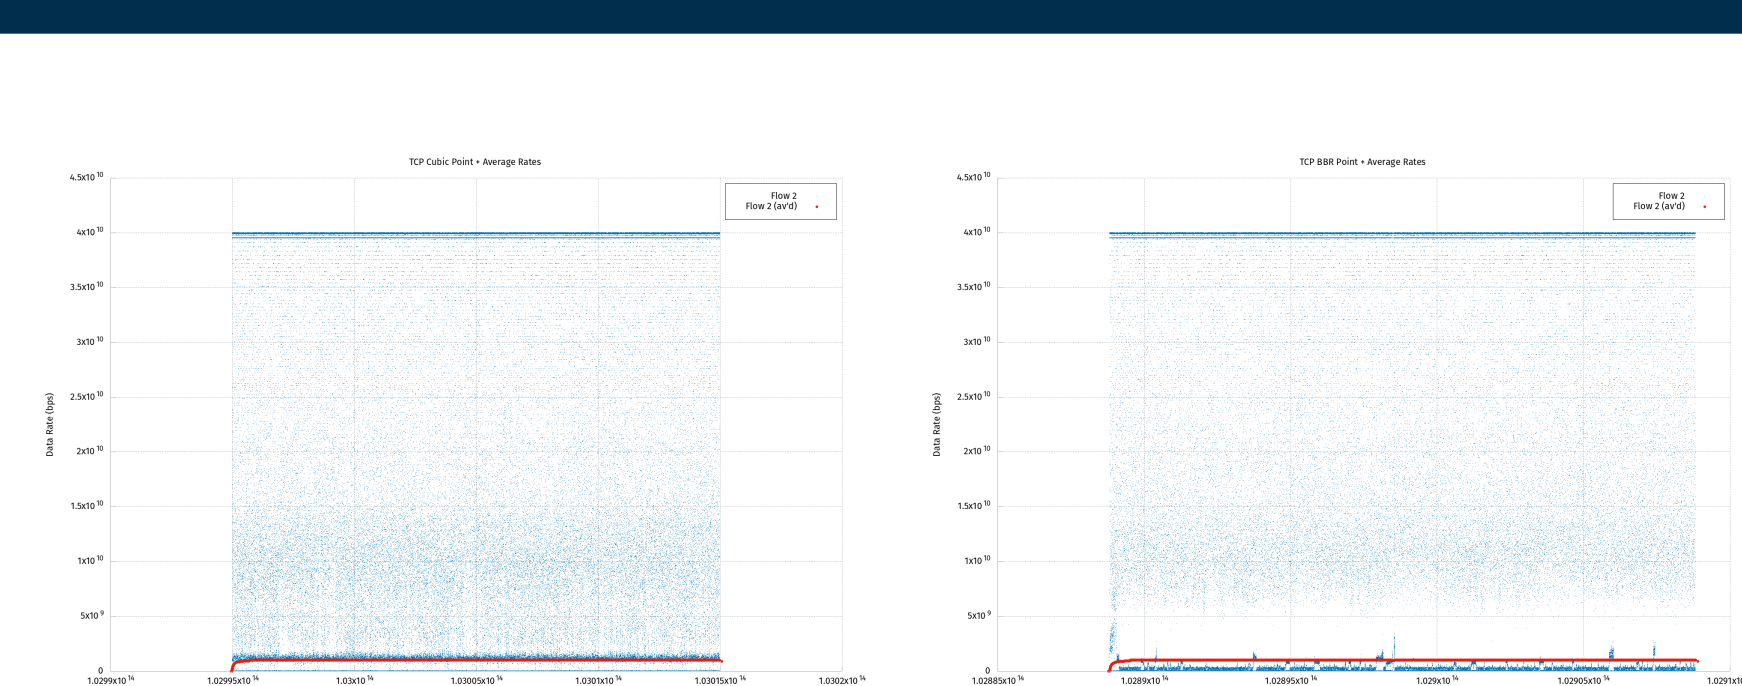 TCP Cubic Point + Average Rates
4.5x10 10
4x10 10
3.5x10 10
3x10 10
2.5x10 10
2x10 10
1.5x10 10
1x10 10
5x10 9
0
Data Rate (bps)
Flow 2
Flow 2 (av'd)
1.0299x10 14
1.02995x10 14
1.03x10 14
1.03005x10 14
1.0301x10 14
1.03015x10 14
1.0302x10 14
TCP BBR Point + Average Rates
4.5x10 10
4x10 10
3.5x10 10
3x10 10
2.5x10 10
2x10 10
1.5x10 10
1x10 10
5x10 9
0
Data Rate (bps)
Flow 2
Flow 2 (av'd)
1.02885x10 14
1.0289x10 14
1.02895x10 14
1.029x10 14
1.02905x10 14
1.0291x1